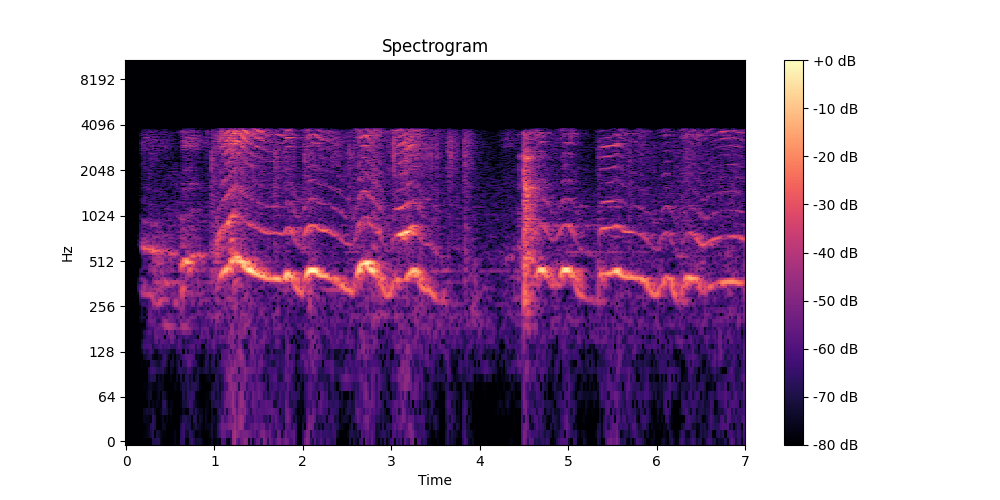 Spectrogram
8192
4096
2048
1024
512
256
128
64
0
Hz
0 1 2 3 4 5 6 7
Time
+0 dB
-10 dB
-20 dB
-30 dB
-40 dB
-50 dB
-60 dB
-70 dB
-80 dB